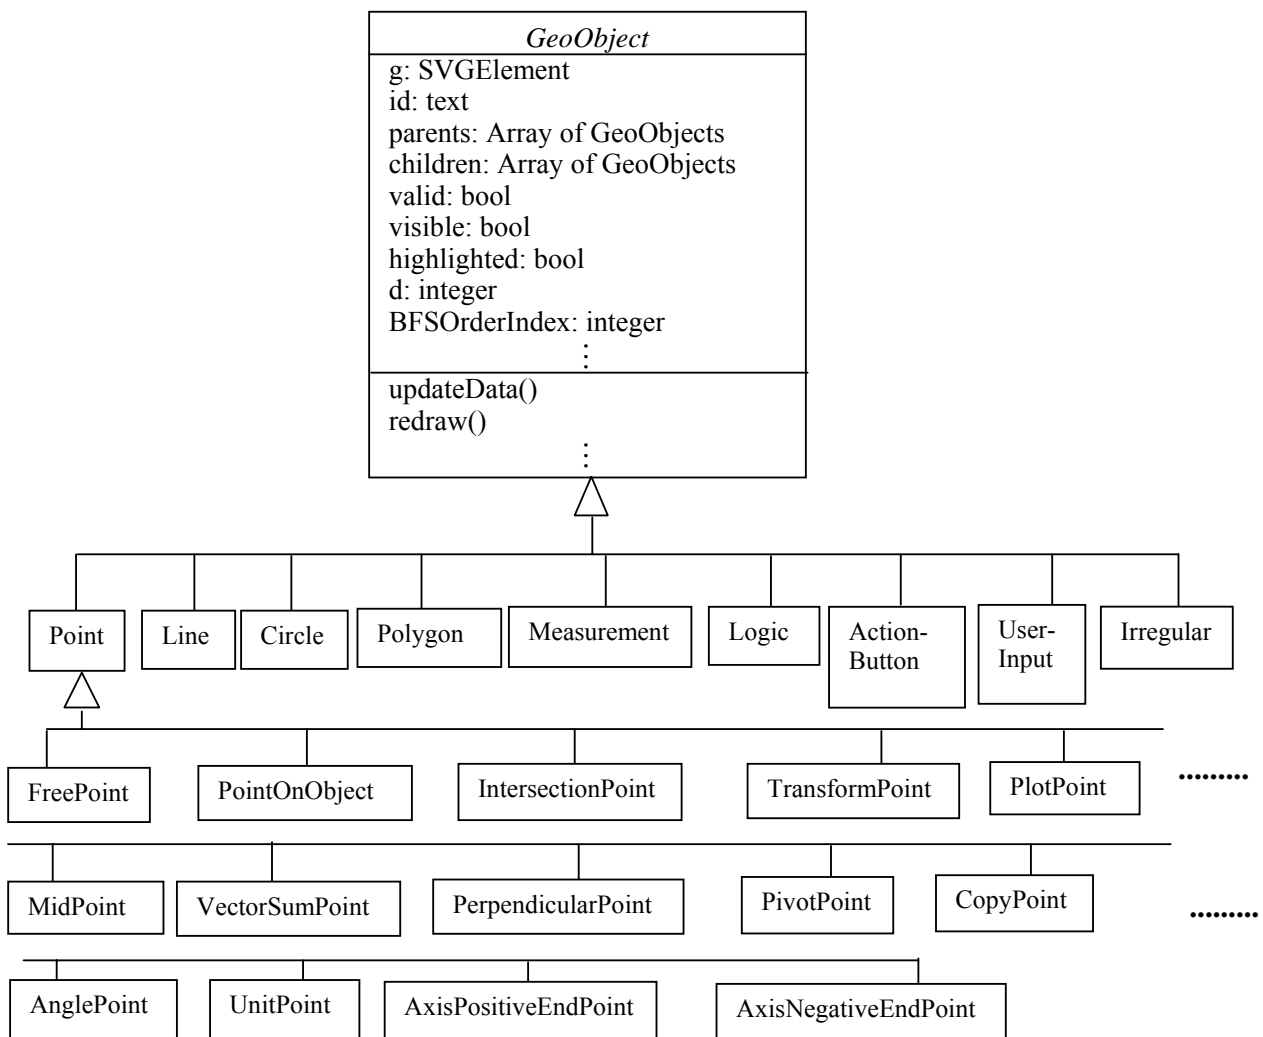 GeoObject
g: SVGElement
id: text
parents: Array of GeoObjects
children: Array of GeoObjects
valid: bool
visible: bool
highlighted: bool
d: integer
BFSOrderIndex: integer
updateData()
redraw()
Point
Line
Circle
Polygon
Measurement
Logic
Action-
Button
User-
Input
Irregular
FreePoint
PointOnObject
IntersectionPoint
TransformPoint
PlotPoint
.........
MidPoint
VectorSumPoint
PerpendicularPoint
PivotPoint
CopyPoint
.........
AnglePoint
UnitPoint
AxisPositiveEndPoint
AxisNegativeEndPoint